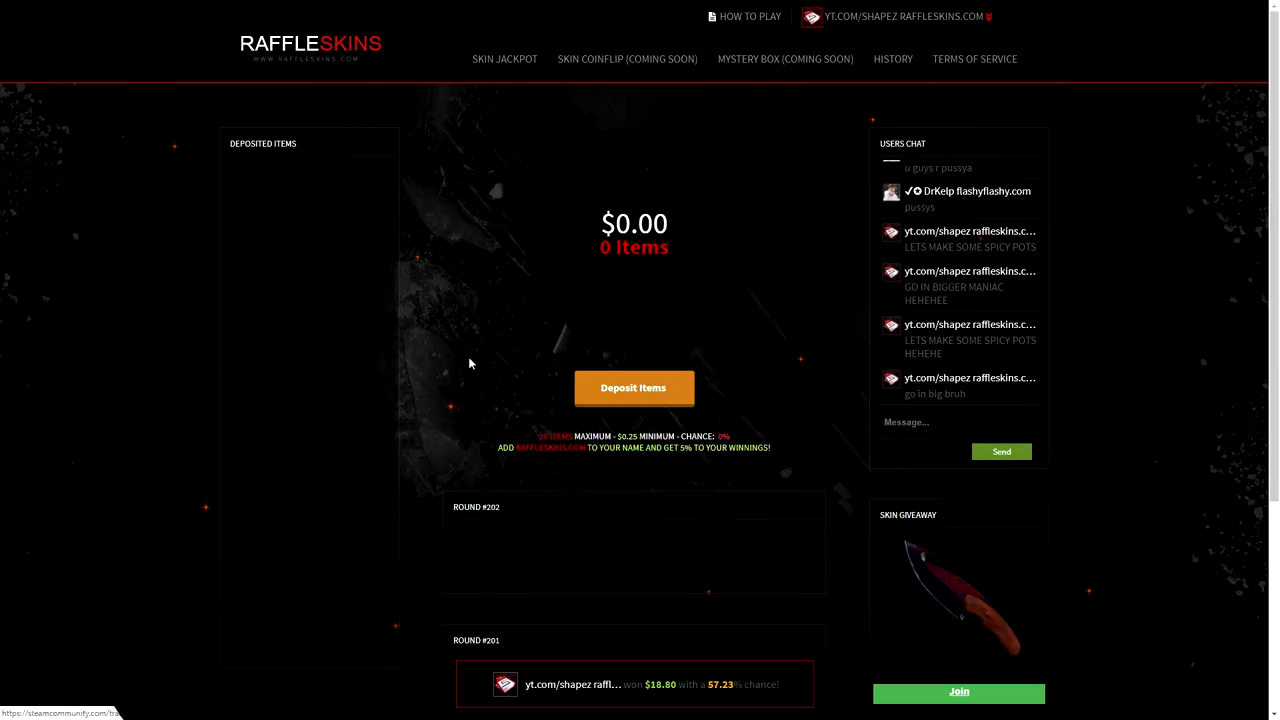 HOW TO PLAY
YT.COM/SHAPEZ RAFFLESKINS.COM
RAFFLESKINS
WWW.RAFFLESKINS.COM
SKIN JACKPOT
SKIN COINFLIP (COMING SOON)
MYSTERY BOX (COMING SOON)
HISTORY
TERMS OF SERVICE
DEPOSITED ITEMS
$0.00
0 Items
Deposit Items
20 ITEMS MAXIMUM - $0.25 MINIMUM - CHANCE: 0%
ADD RAFFLESKINS.COM TO YOUR NAME AND GET 5% TO YOUR WINNINGS!
ROUND #202
ROUND #201
yt.com/shapez raffl... won $18.80 with a 57.23% chance!
USERS CHAT
u guys r pussya
✓✪ DrKelp flashyflashy.com
pussys
yt.com/shapez raffleskins.c...
LETS MAKE SOME SPICY POTS
yt.com/shapez raffleskins.c...
GO IN BIGGER MANIAC
HEHEHEE
yt.com/shapez raffleskins.c...
LETS MAKE SOME SPICY POTS
HEHEHE
yt.com/shapez raffleskins.c...
go in big bruh
Message...
Send
SKIN GIVEAWAY
Join
https://steamcommunity.com/tra